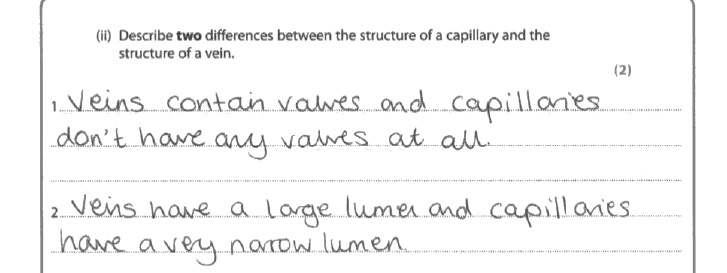 (ii) Describe two differences between the structure of a capillary and the
structure of a vein.
(2)
1 Veins contain valves and capillaries
don't have any valves at all.
2 Veins have a large lumen and capillaries
have a very narrow lumen.